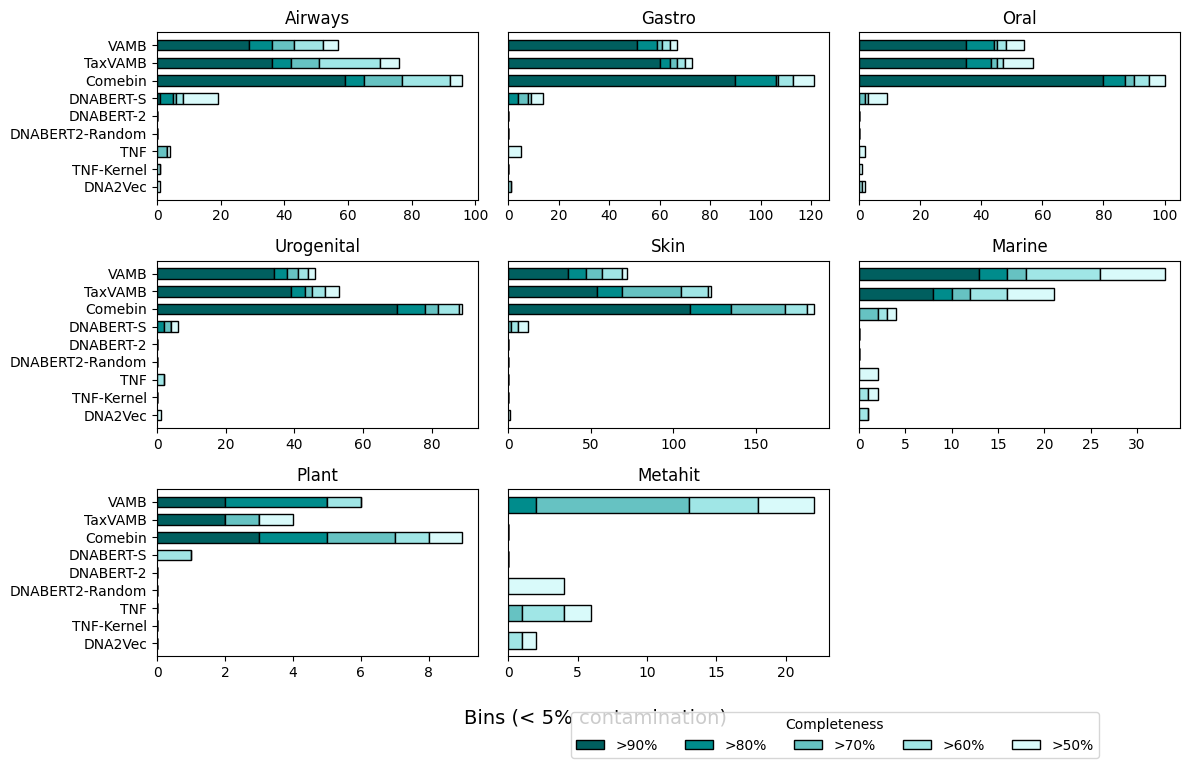 Airways
Gastro
Oral
VAMB
TaxVAMB
Comebin
DNABERT-S
DNABERT-2
DNABERT2-Random
TNF
TNF-Kernel
DNA2Vec
0 20 40 60 80 100
0 20 40 60 80 100 120
0 20 40 60 80 100
Urogenital
Skin
Marine
VAMB
TaxVAMB
Comebin
DNABERT-S
DNABERT-2
DNABERT2-Random
TNF
TNF-Kernel
DNA2Vec
0 20 40 60 80
0 50 100 150
0 5 10 15 20 25 30
Plant
Metahit
VAMB
TaxVAMB
Comebin
DNABERT-S
DNABERT-2
DNABERT2-Random
TNF
TNF-Kernel
DNA2Vec
0 2 4 6 8
0 5 10 15 20
Bins (< 5% contamination)
Completeness
>90% >80% >70% >60% >50%